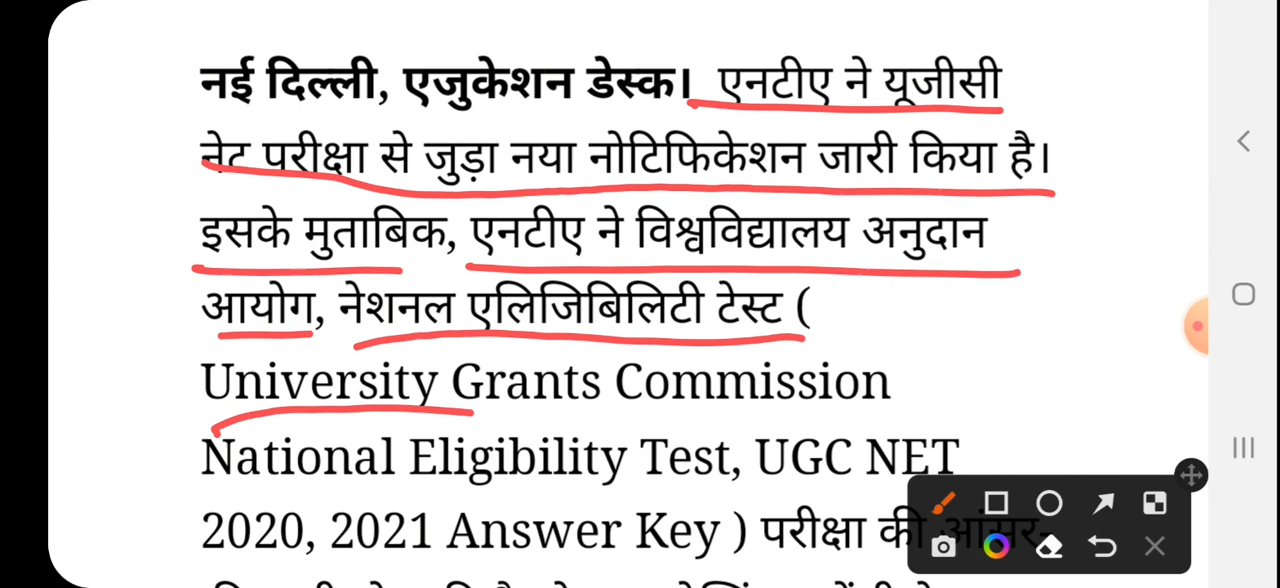 नई दिल्ली, एजुकेशन डेस्क। एनटीए ने यूजीसी
नेट परीक्षा से जुड़ा नया नोटिफिकेशन जारी किया है।
इसके मुताबिक, एनटीए ने विश्वविद्यालय अनुदान
आयोग, नेशनल एलिजिबिलिटी टेस्ट (
University Grants Commission
National Eligibility Test, UGC NET
2020, 2021 Answer Key ) परीक्षा की आंसर-